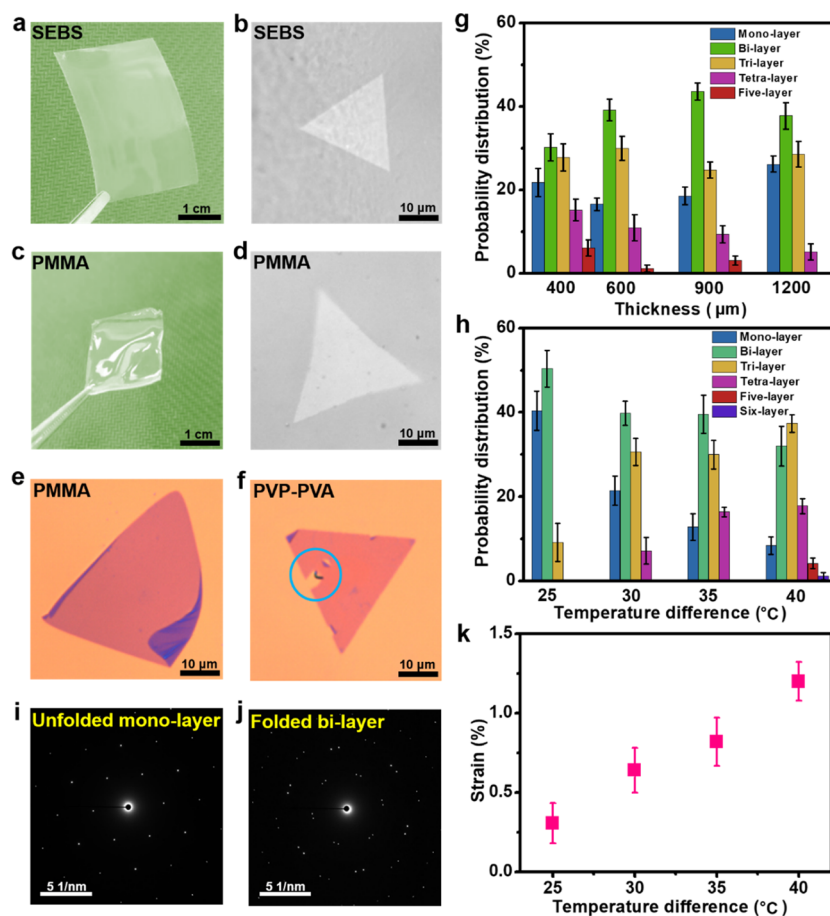 a
SEBS
1 cm
b
SEBS
10 µm
c
PMMA
1 cm
d
PMMA
10 µm
e
PMMA
10 µm
f
PVP-PVA
10 µm
i
Unfolded mono-layer
5 1/nm
j
Folded bi-layer
5 1/nm
g
Probability distribution (%)
60
40
20
0
Mono-layer
Bi-layer
Tri-layer
Tetra-layer
Five-layer
400 600 900 1200
Thickness ( µm)
h
Probability distribution (%)
60
40
20
0
Mono-layer
Bi-layer
Tri-layer
Tetra-layer
Five-layer
Six-layer
25 30 35 40
Temperature difference (°C)
k
Strain (%)
1.5
1.0
0.5
0.0
25 30 35 40
Temperature difference (°C)